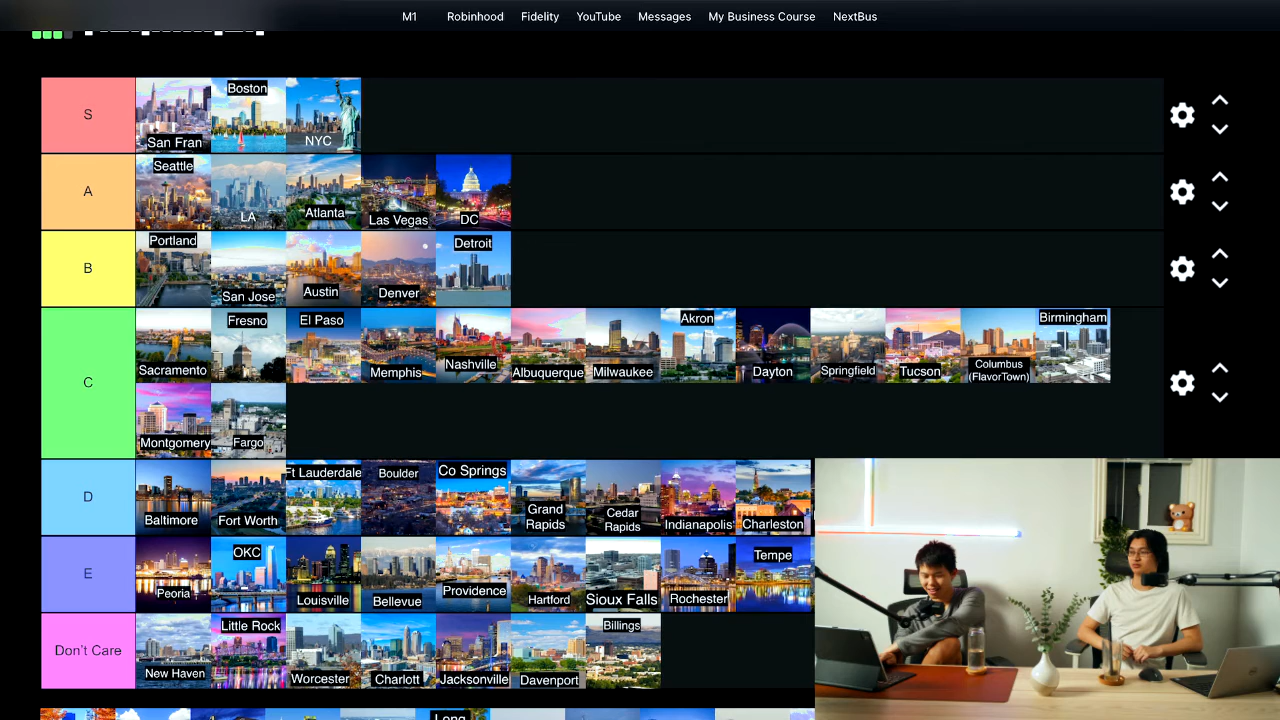 M1 Robinhood Fidelity YouTube Messages My Business Course NextBus
S
San Fran
Boston
NYC
A
Seattle
LA
Atlanta
Las Vegas
DC
B
Portland
San Jose
Austin
Denver
Detroit
C
Sacramento
Fresno
El Paso
Memphis
Nashville
Albuquerque
Milwaukee
Akron
Dayton
Springfield
Tucson
Columbus
(FlavorTown)
Birmingham
Montgomery
Fargo
D
Baltimore
Fort Worth
Ft Lauderdale
Boulder
Co Springs
Grand
Rapids
Cedar
Rapids
Indianapolis
Charleston
E
Peoria
OKC
Louisville
Bellevue
Providence
Hartford
Sioux Falls
Rochester
Tempe
Don't Care
New Haven
Little Rock
Worcester
Charlott
Jacksonville
Davenport
Billings
Long